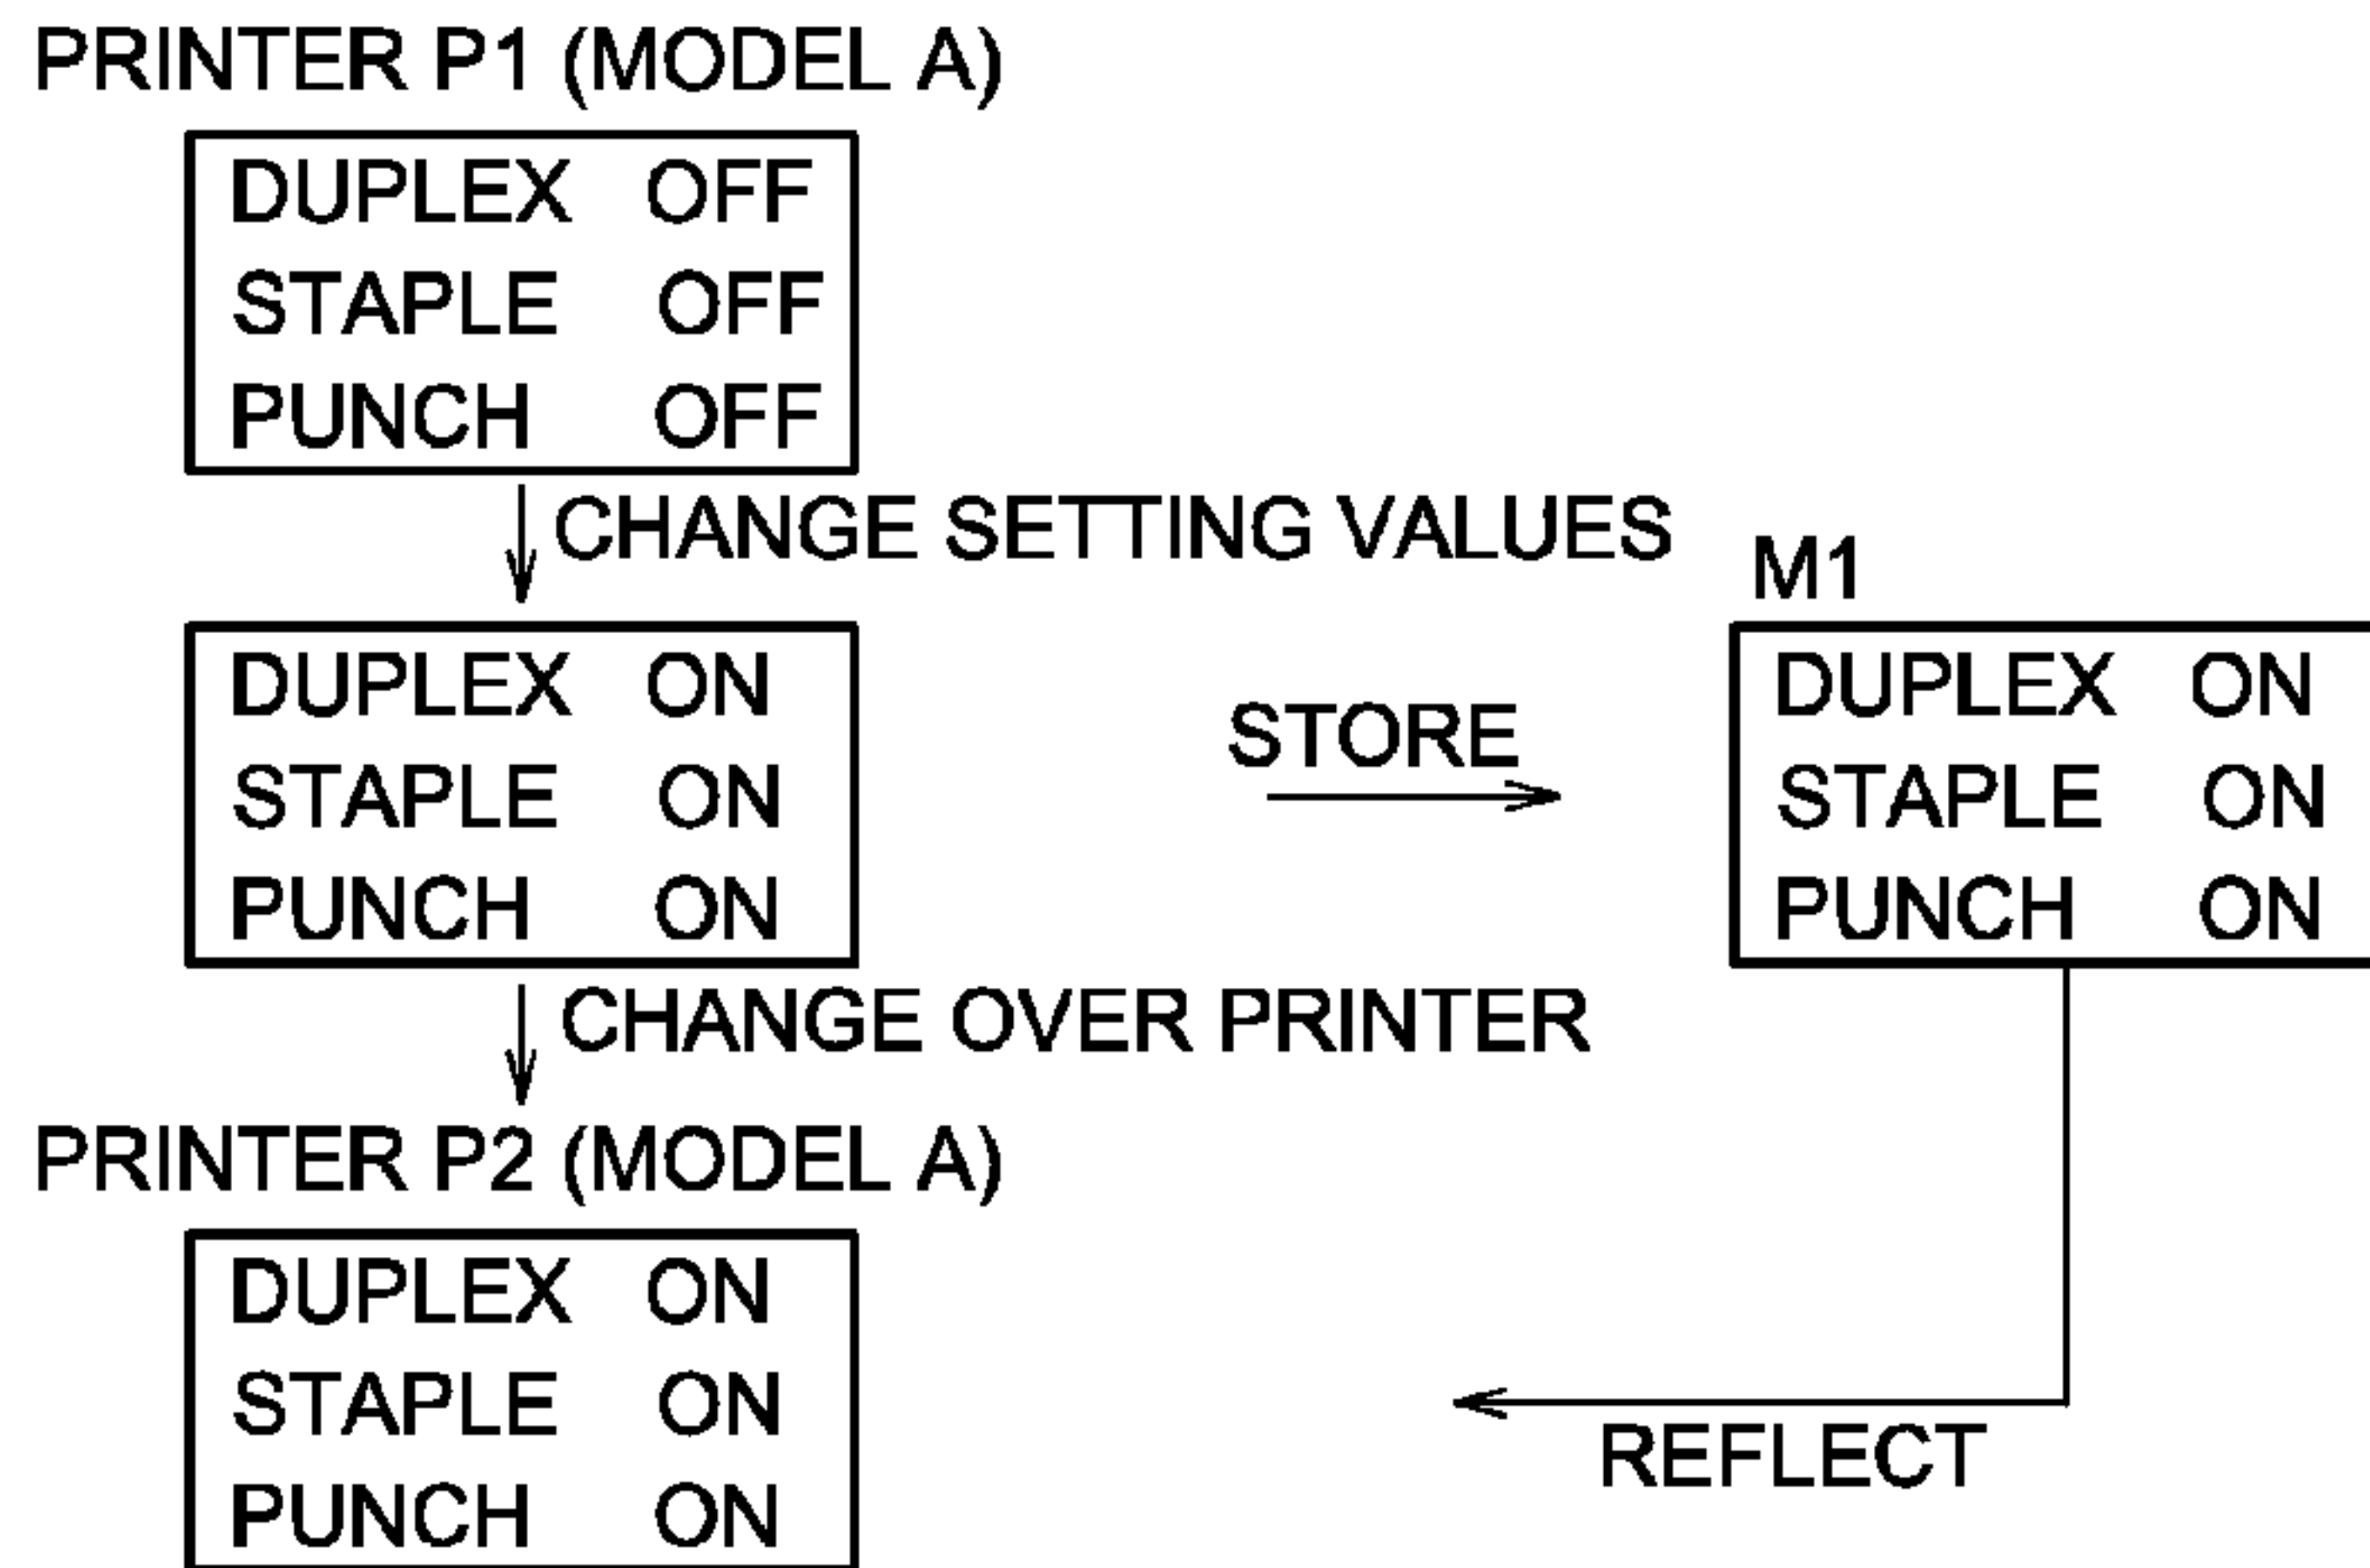 PRINTER P1 (MODEL A)
DUPLEX OFF
STAPLE OFF
PUNCH OFF
CHANGE SETTING VALUES
M1
DUPLEX ON
STAPLE ON
PUNCH ON
STORE
DUPLEX ON
STAPLE ON
PUNCH ON
CHANGE OVER PRINTER
PRINTER P2 (MODEL A)
DUPLEX ON
STAPLE ON
PUNCH ON
REFLECT